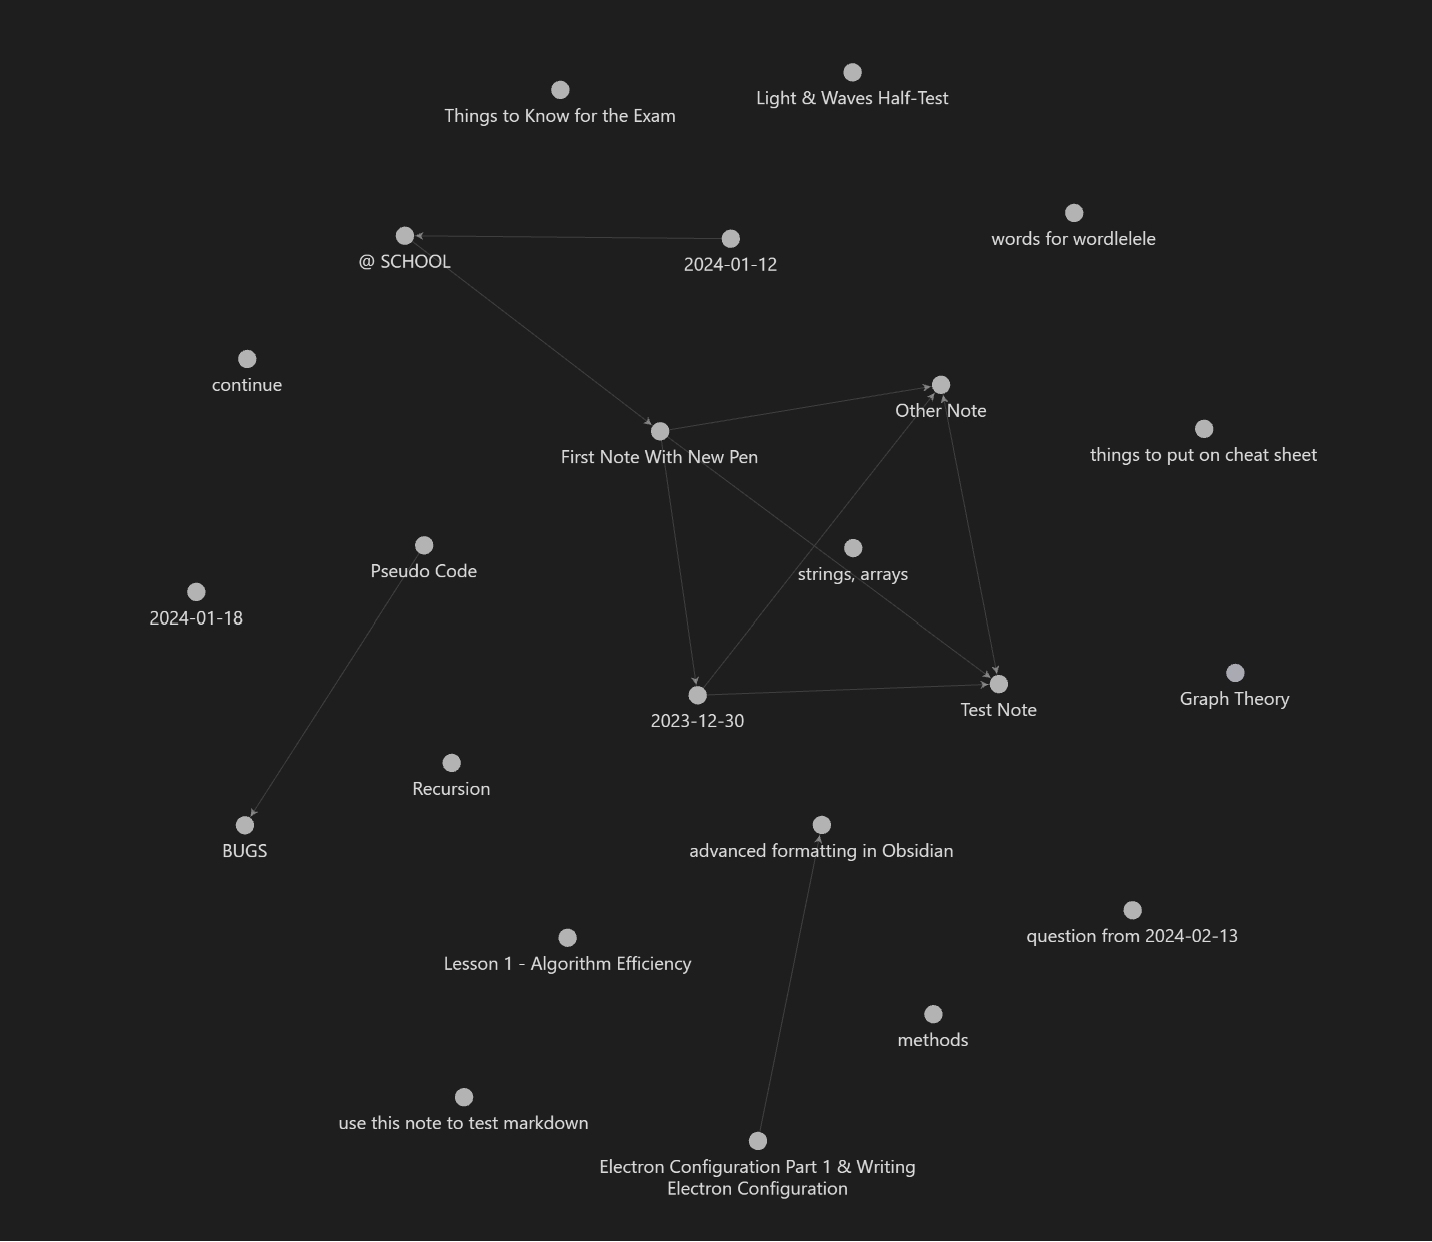 Light & Waves Half-Test
Things to Know for the Exam
words for wordlelele
@ SCHOOL
2024-01-12
continue
Other Note
things to put on cheat sheet
First Note With New Pen
Pseudo Code
strings, arrays
2024-01-18
Graph Theory
Test Note
2023-12-30
Recursion
BUGS
advanced formatting in Obsidian
question from 2024-02-13
Lesson 1 - Algorithm Efficiency
methods
use this note to test markdown
Electron Configuration Part 1 & Writing
Electron Configuration